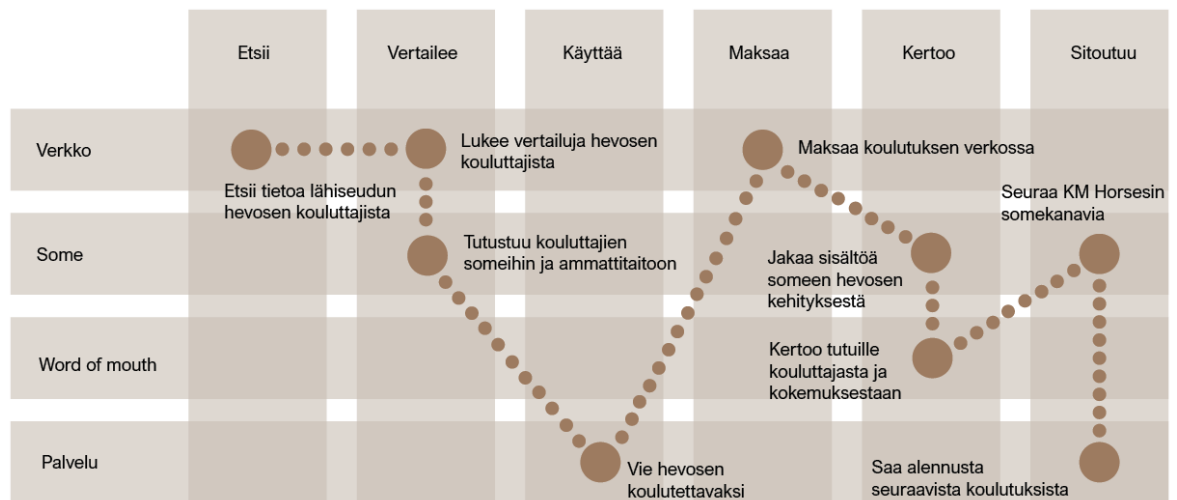 Etsii
Vertailee
Käyttää
Maksaa
Kertoo
Sitoutuu
Verkko
Etsii tietoa lähiseudun
hevosen kouluttajista
Lukee vertailuja hevosen
kouluttajista
Maksaa koulutuksen verkossa
Seuraa KM Horsesin
somekanavia
Some
Tutustuu kouluttajien
someihin ja ammattitaitoon
Jakaa sisältöä
someen hevosen
kehityksestä
Word of mouth
Kertoo tutuille
kouluttajasta ja
kokemuksestaan
Palvelu
Vie hevosen
koulutettavaksi
Saa alennusta
seuraavista koulutuksista